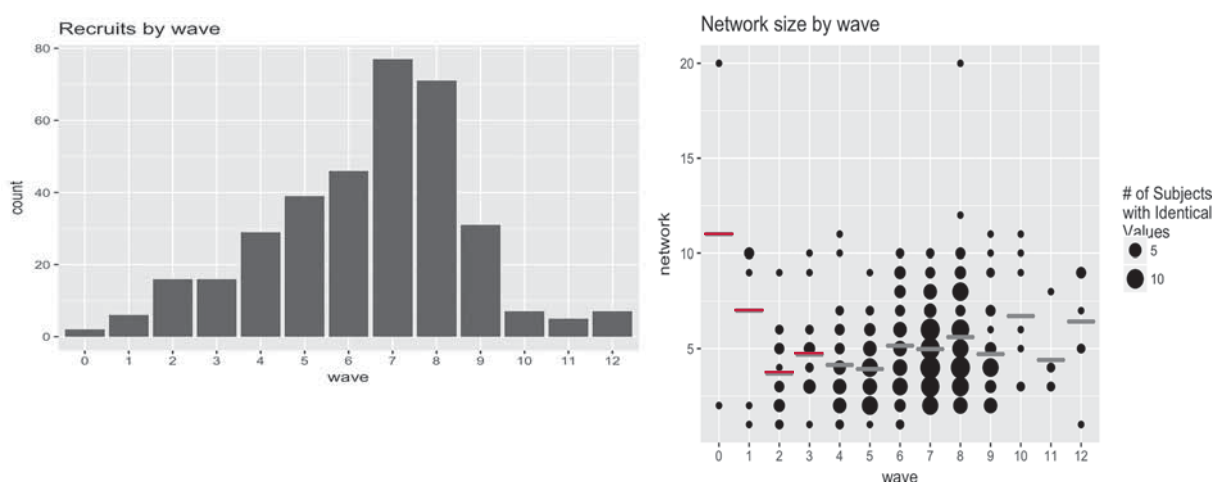 Recruits by wave
80
60
40
20
0
count
0 1 2 3 4 5 6 7 8 9 10 11 12
wave
Network size by wave
20
15
10
5
network
0 1 2 3 4 5 6 7 8 9 10 11 12
wave
# of Subjects
with Identical
Values
5
10